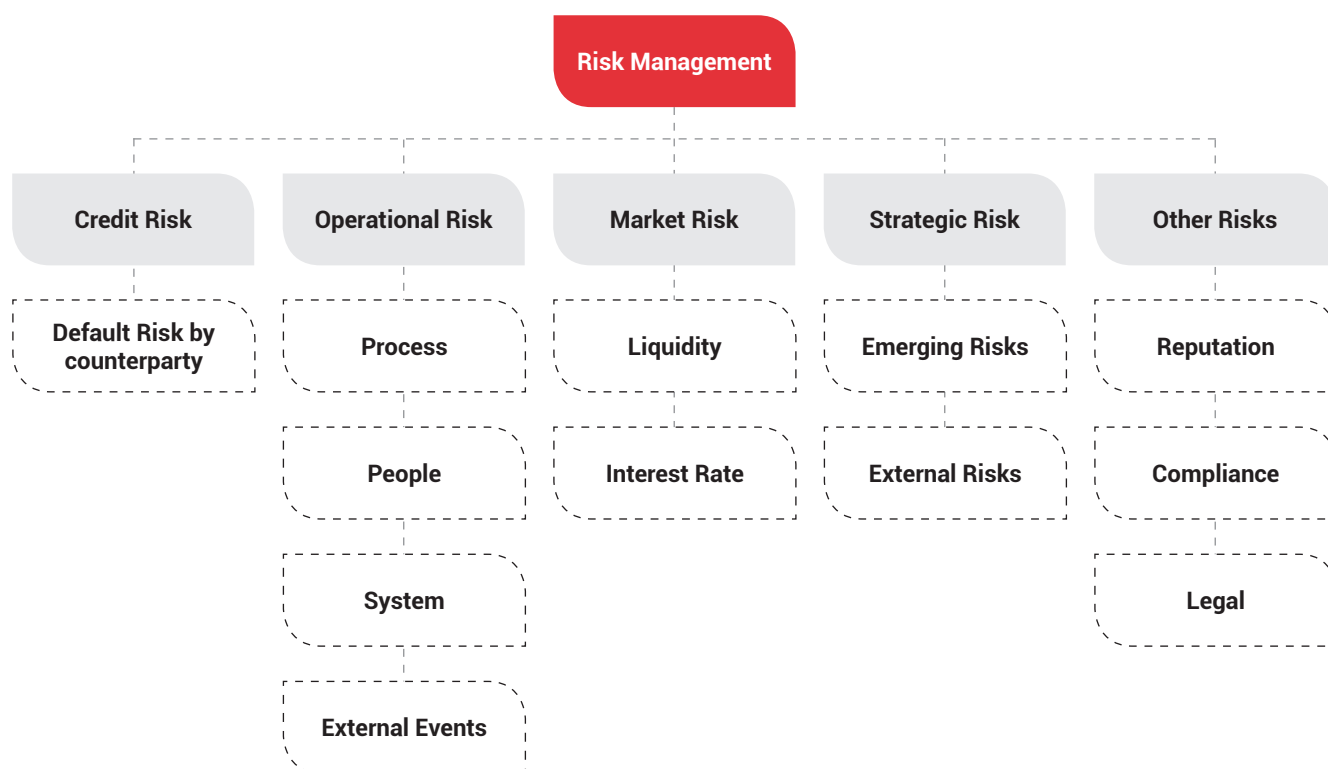 Risk Management
Credit Risk
Operational Risk
Market Risk
Strategic Risk
Other Risks
Default Risk by
counterparty
Process
Liquidity
Emerging Risks
Reputation
People
Interest Rate
External Risks
Compliance
System
Legal
External Events